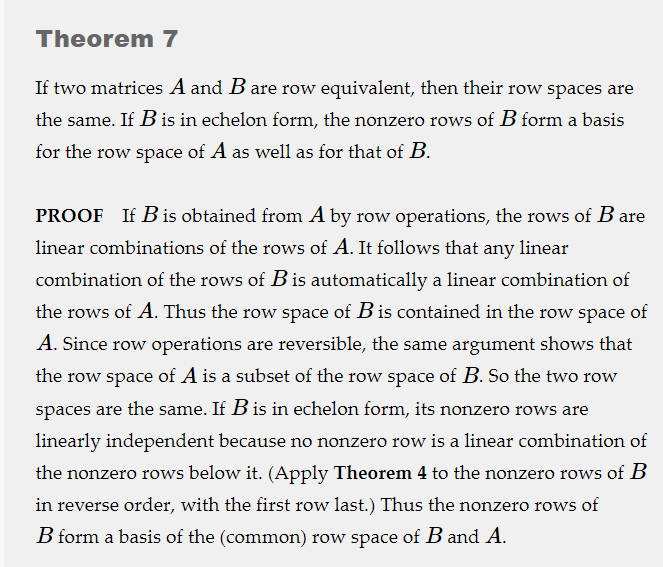 Theorem 7
If two matrices A and B are row equivalent, then their row spaces are
the same. If B is in echelon form, the nonzero rows of B form a basis
for the row space of A as well as for that of B.
PROOF If B is obtained from A by row operations, the rows of B are
linear combinations of the rows of A. It follows that any linear
combination of the rows of B is automatically a linear combination of
the rows of A. Thus the row space of B is contained in the row space of
A. Since row operations are reversible, the same argument shows that
the row space of A is a subset of the row space of B. So the two row
spaces are the same. If B is in echelon form, its nonzero rows are
linearly independent because no nonzero row is a linear combination of
the nonzero rows below it. (Apply Theorem 4 to the nonzero rows of B
in reverse order, with the first row last.) Thus the nonzero rows of
B form a basis of the (common) row space of B and A.